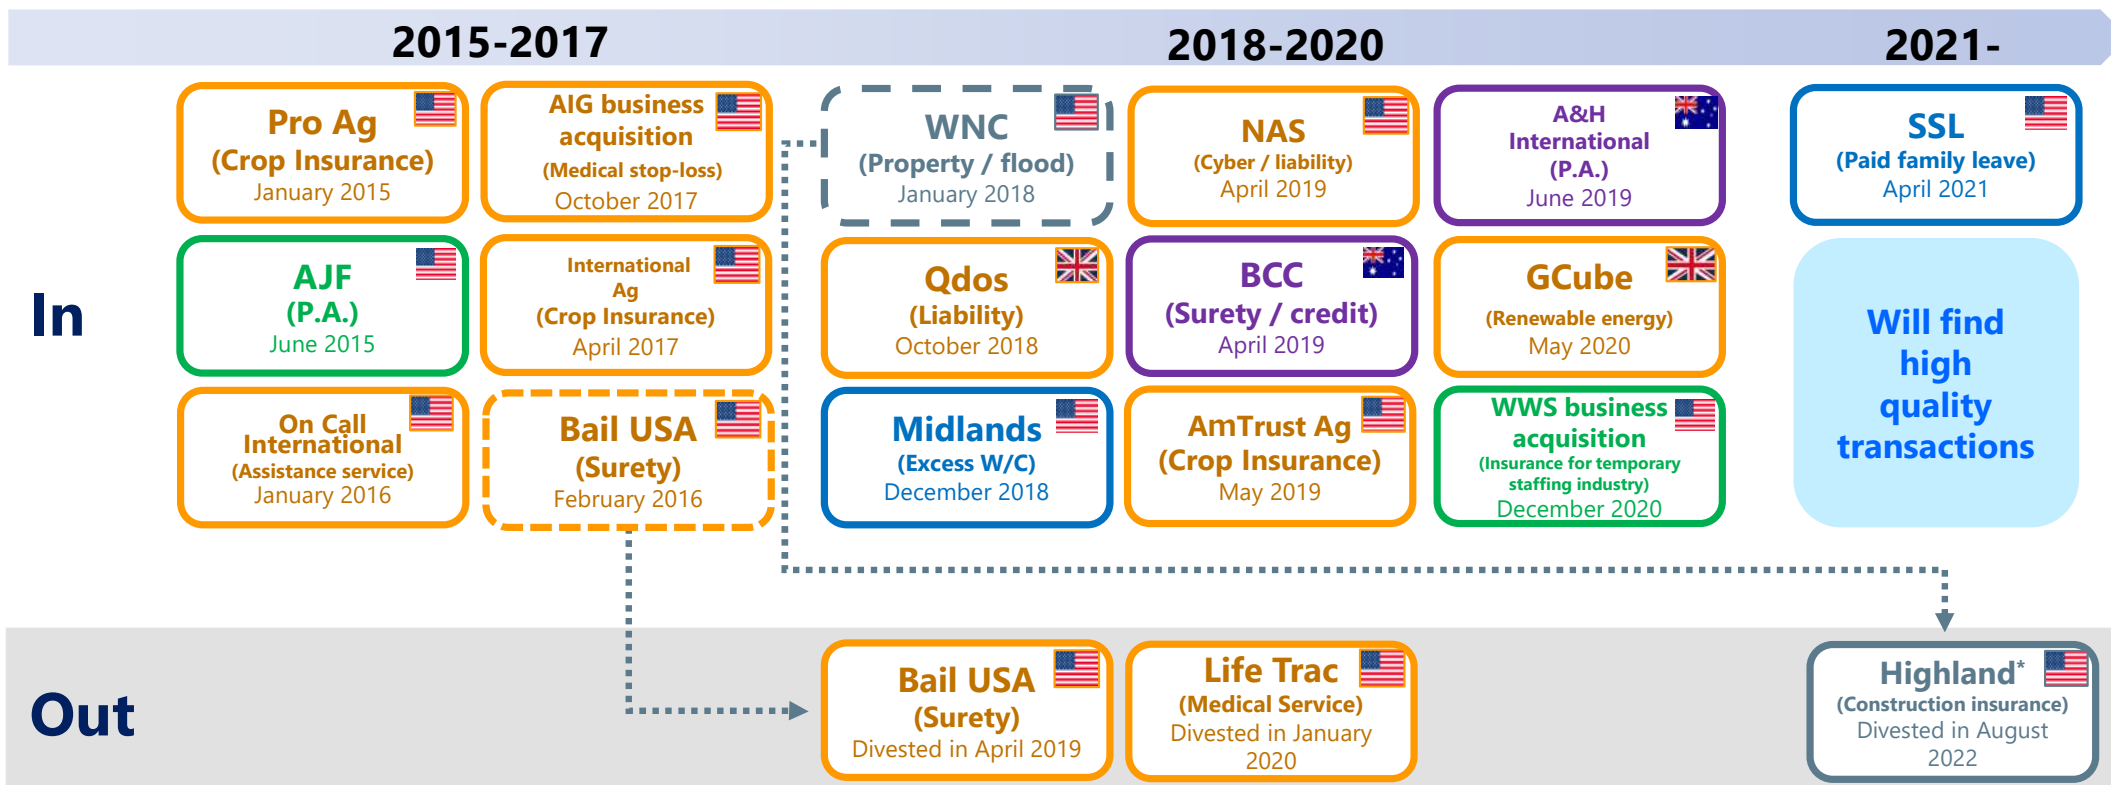 2015-2017
2018-2020
2021-
In
Pro Ag
(Crop Insurance)
January 2015
AIG business
acquisition
(Medical stop-loss)
October 2017
WNC
(Property / flood)
January 2018
NAS
(Cyber / liability)
April 2019
A&H
International
(P.A.)
June 2019
SSL
(Paid family leave)
April 2021
AJF
(P.A.)
June 2015
International
Ag
(Crop Insurance)
April 2017
Qdos
(Liability)
October 2018
BCC
(Surety / credit)
April 2019
GCube
(Renewable energy)
May 2020
Will find
high
quality
transactions
On Call
International
(Assistance service)
January 2016
Bail USA
(Surety)
February 2016
Midlands
(Excess W/C)
December 2018
AmTrust Ag
(Crop Insurance)
May 2019
WWS business
acquisition
(Insurance for temporary
staffing industry)
December 2020
Out
Bail USA
(Surety)
Divested in April 2019
Life Trac
(Medical Service)
Divested in January
2020
Highland*
(Construction insurance)
Divested in August
2022